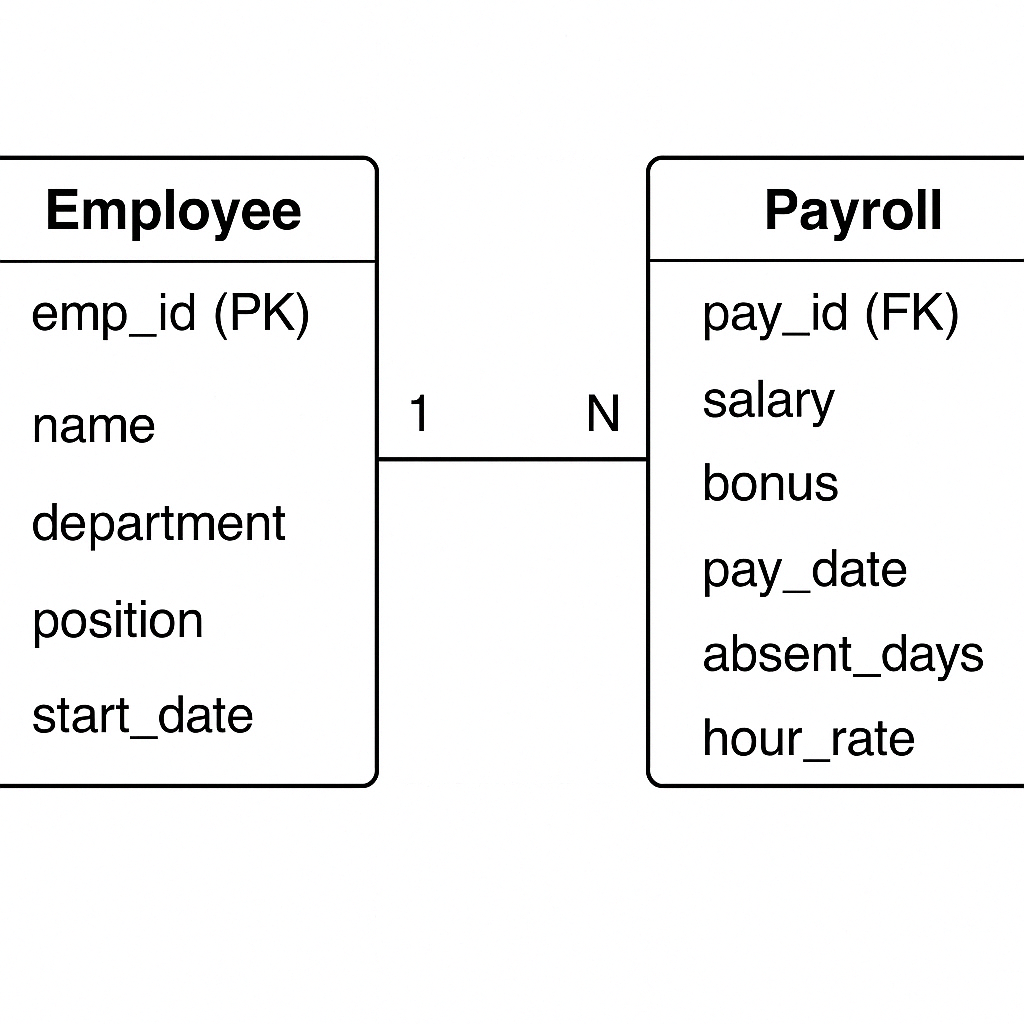 Employee
emp_id (PK)
name
department
position
start_date
1
N
Payroll
pay_id (FK)
salary
bonus
pay_date
absent_days
hour_rate